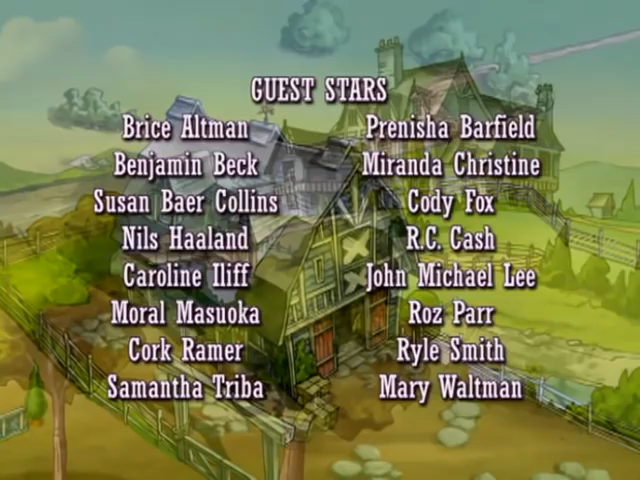 GUEST STARS
Brice Altman
Prenisha Barfield
Benjamin Beck
Miranda Christine
Susan Baer Collins
Cody Fox
Nils Haaland
R.C. Cash
Caroline Iliff
John Michael Lee
Moral Masuoka
Roz Parr
Cork Ramer
Ryle Smith
Samantha Triba
Mary Waltman